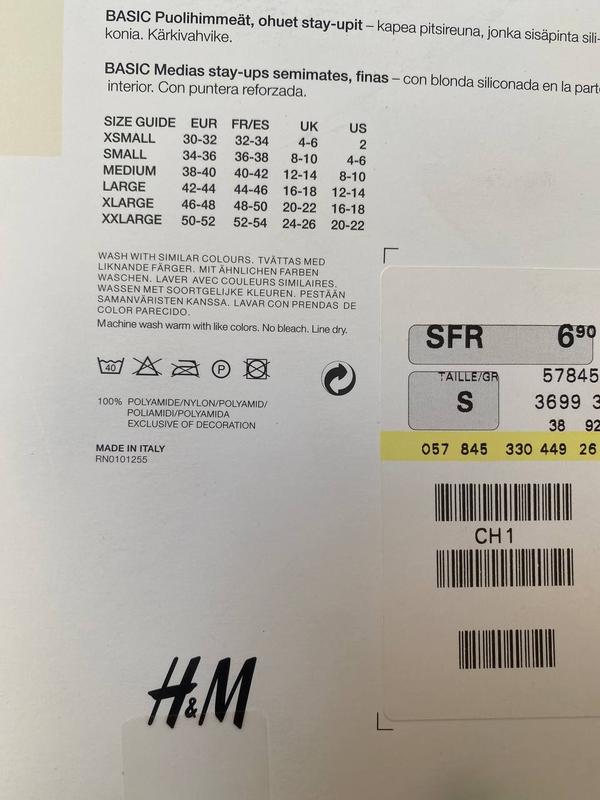 BASIC Puolihimmeät, ohuet stay-upit – kapea pitsireuna, jonka sisäpinta sili-
konia. Kärkivahvike.
BASIC Medias stay-ups semimates, finas – con blonda siliconada en la parte
interior. Con puntera reforzada.
SIZE GUIDE EUR FR/ES UK US
XSMALL 30-32 32-34 4-6 2
SMALL 34-36 36-38 8-10 4-6
MEDIUM 38-40 40-42 12-14 8-10
LARGE 42-44 44-46 16-18 12-14
XLARGE 46-48 48-50 20-22 16-18
XXLARGE 50-52 52-54 24-26 20-22
WASH WITH SIMILAR COLOURS. TVÄTTAS MED
LIKNANDE FÄRGER. MIT ÄHNLICHEN FARBEN
WASCHEN. LAVER AVEC COULEURS SIMILAIRES.
WASSEN MET SOORTGELIJKE KLEUREN. PESTÄÄN
SAMANVÄRISTEN KANSSA. LAVAR CON PRENDAS DE
COLOR PARECIDO.
Machine wash warm with like colors. No bleach. Line dry.
40 P
100% POLYAMIDE/NYLON/POLYAMID/
POLIAMIDI/POLYAMIDA
EXCLUSIVE OF DECORATION
MADE IN ITALY
RN0101255
SFR 6.90
TAILLE/GR 57845
S 3699 3
38 92
057 845 330 449 26
CH1
H&M